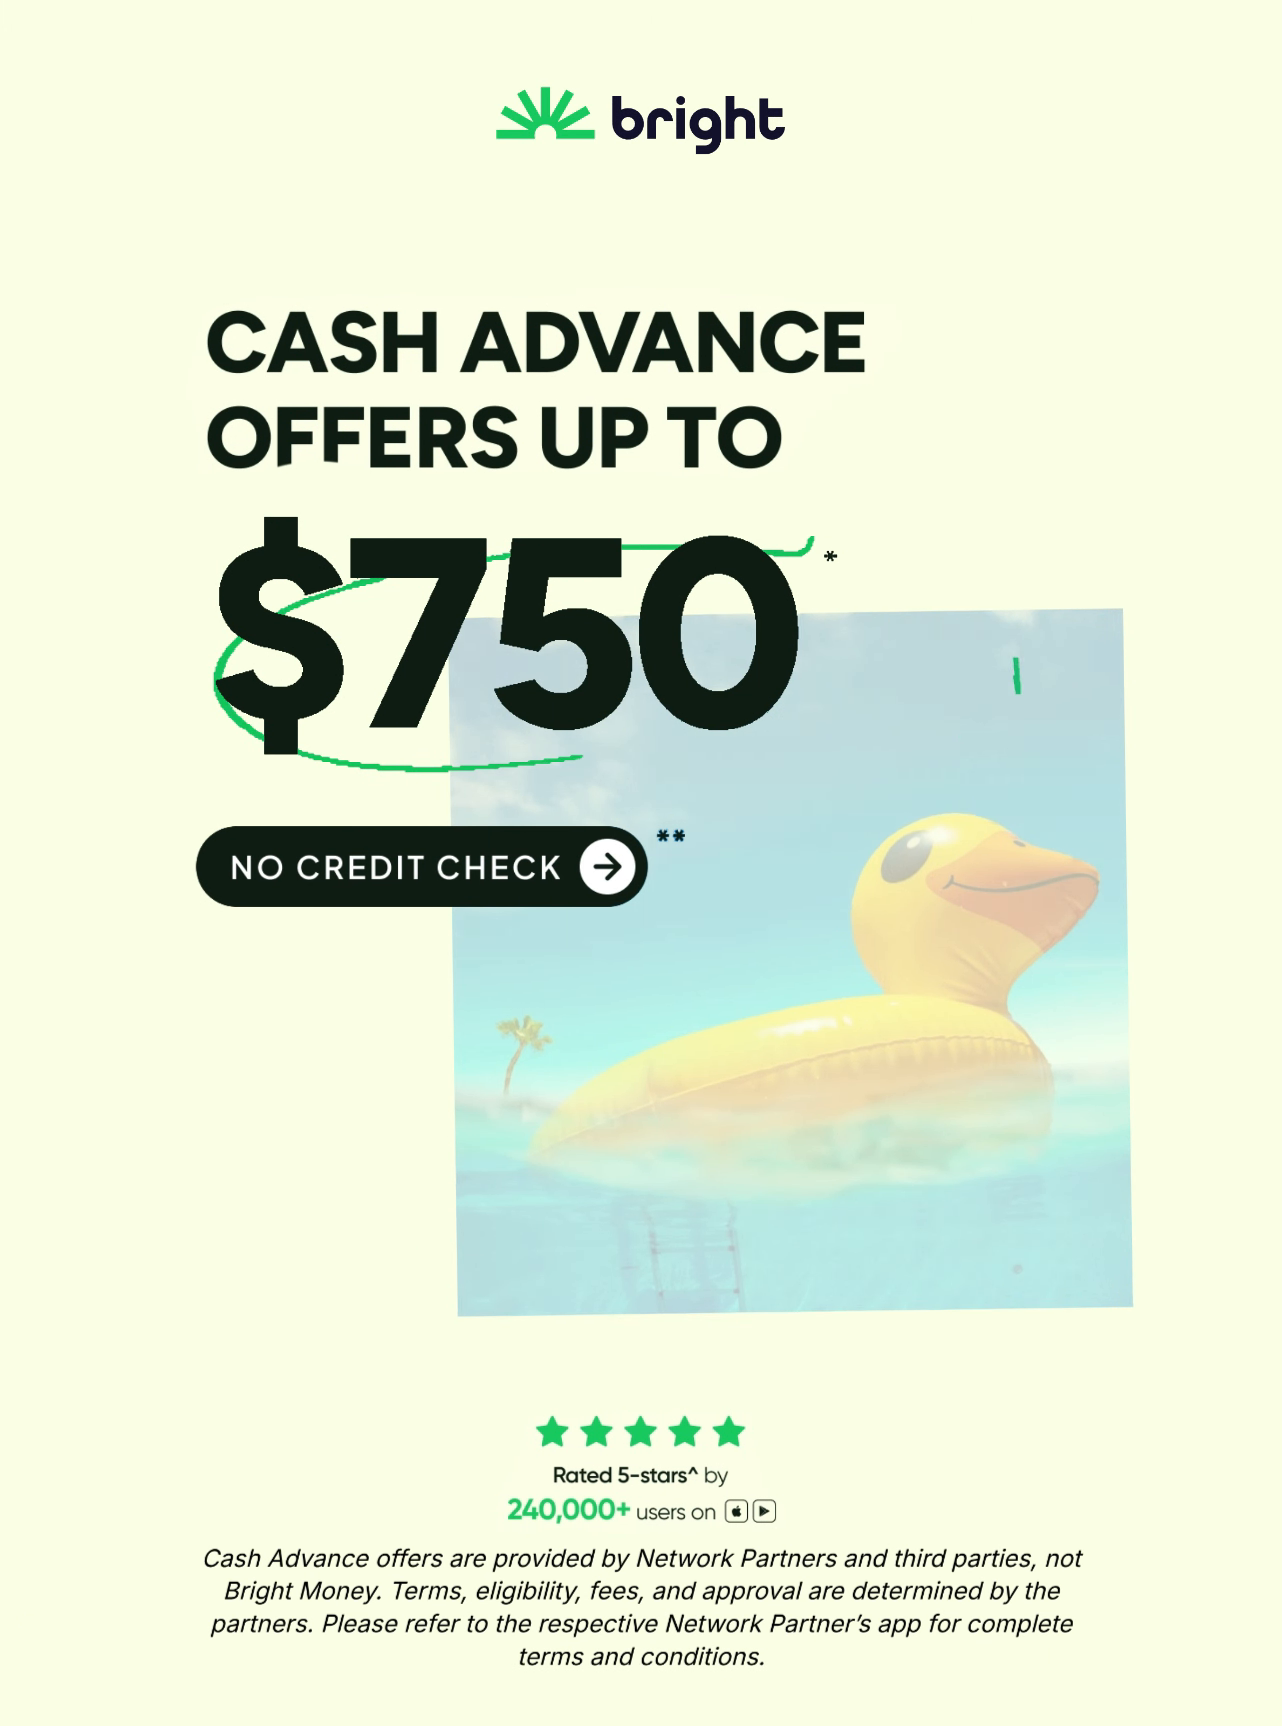 bright
CASH ADVANCE
OFFERS UP TO
$750*
NO CREDIT CHECK **
Rated 5-stars^ by
240,000+ users on
Cash Advance offers are provided by Network Partners and third parties, not
Bright Money. Terms, eligibility, fees, and approval are determined by the
partners. Please refer to the respective Network Partner’s app for complete
terms and conditions.